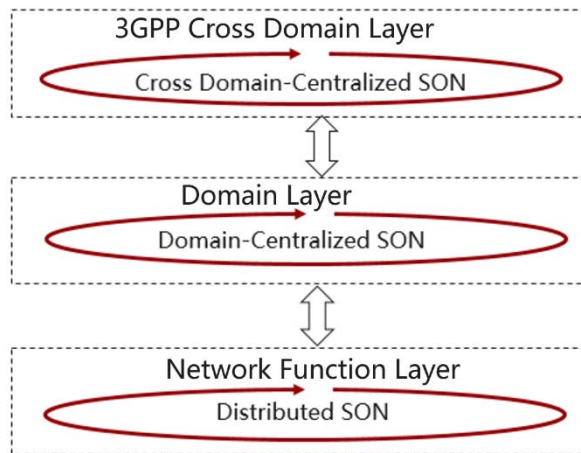 3GPP Cross Domain Layer
Cross Domain-Centralized SON
Domain Layer
Domain-Centralized SON
Network Function Layer
Distributed SON